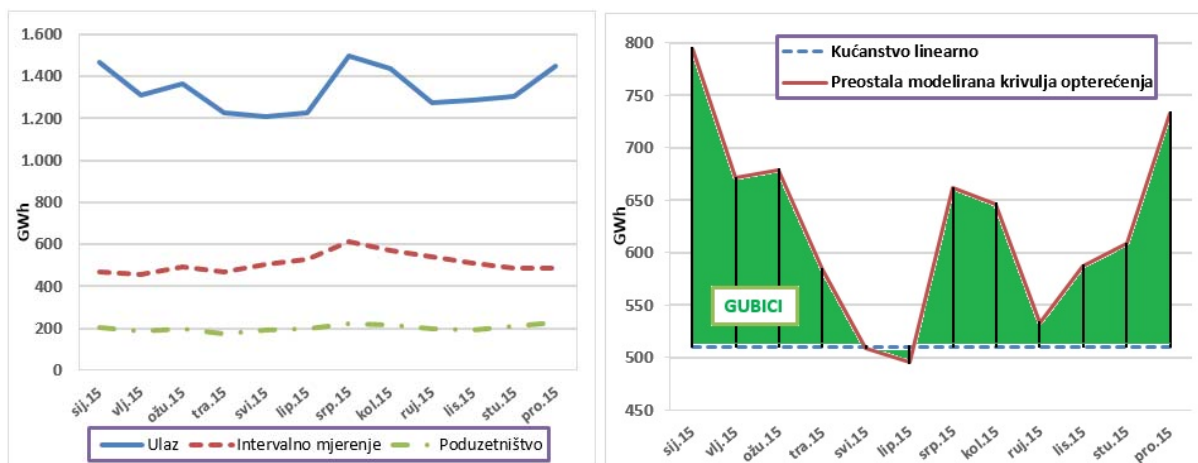 1.600
1.400
1.200
1.000
800
600
400
200
0
GWh
sij.15
vlj.15
ožu.15
tra.15
svi.15
lip.15
srp.15
kol.15
ruj.15
lis.15
stu.15
pro.15
Ulaz
Intervalno mjerenje
Poduzetništvo
800
750
700
650
600
550
500
450
GWh
Kućanstvo linearno
Preostala modelirana krivulja opterećenja
GUBICI
sij.15
vlj.15
ožu.15
tra.15
svi.15
lip.15
srp.15
kol.15
ruj.15
lis.15
stu.15
pro.15